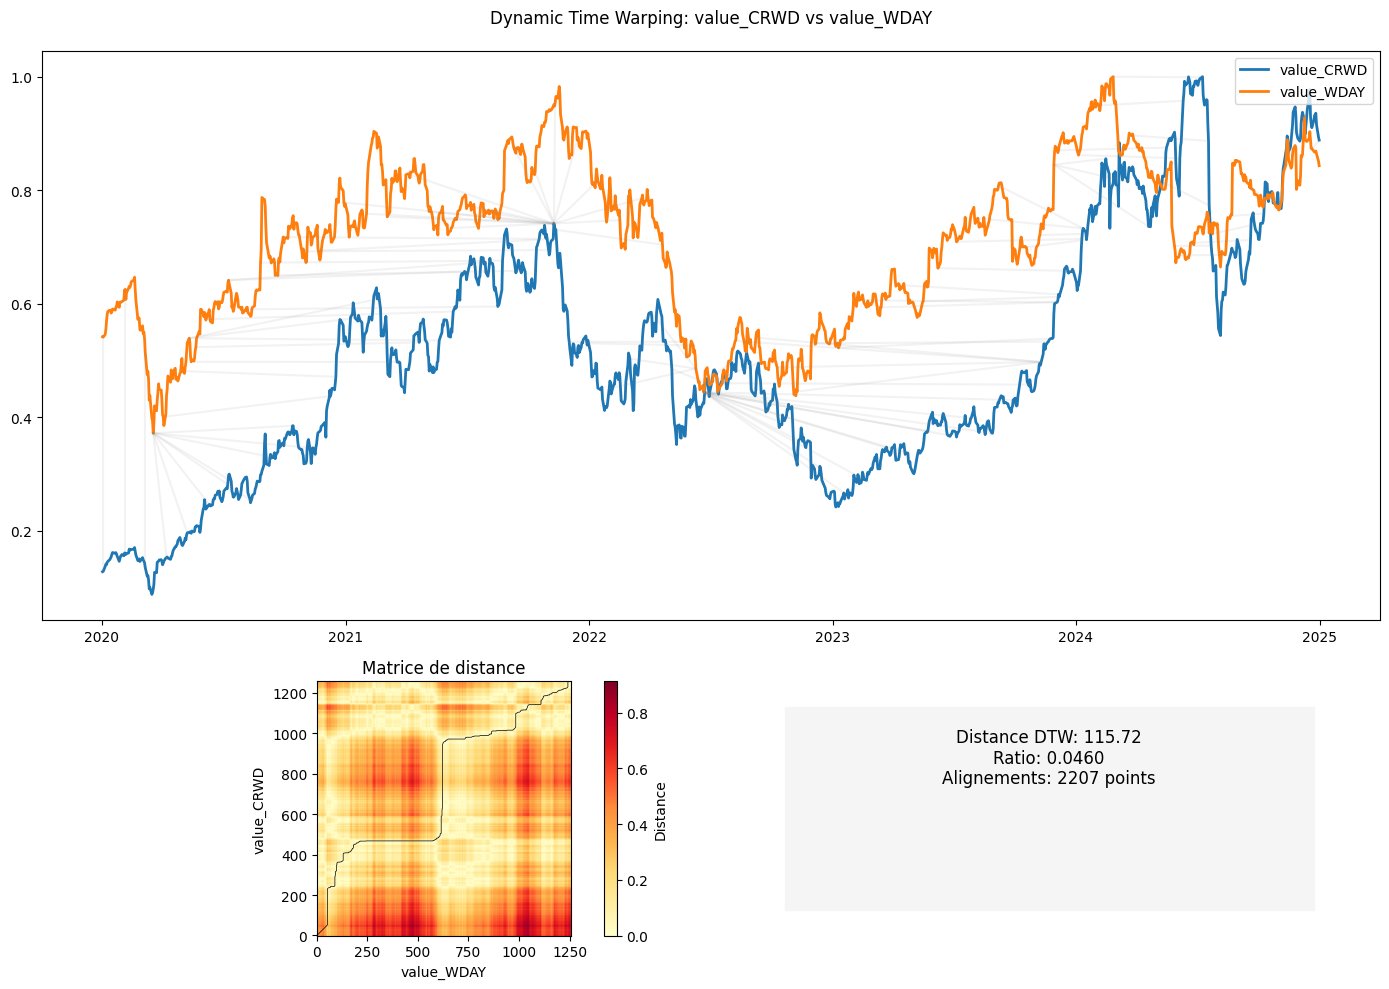 Dynamic Time Warping: value_CRWD vs value_WDAY
value_CRWD
value_WDAY
1.0
0.8
0.6
0.4
0.2
2020 2021 2022 2023 2024 2025
Matrice de distance
value_CRWD
1200
1000
800
600
400
200
0
0 250 500 750 1000 1250
value_WDAY
0.8
0.6
0.4
0.2
0.0
Distance
Distance DTW: 115.72
Ratio: 0.0460
Alignements: 2207 points